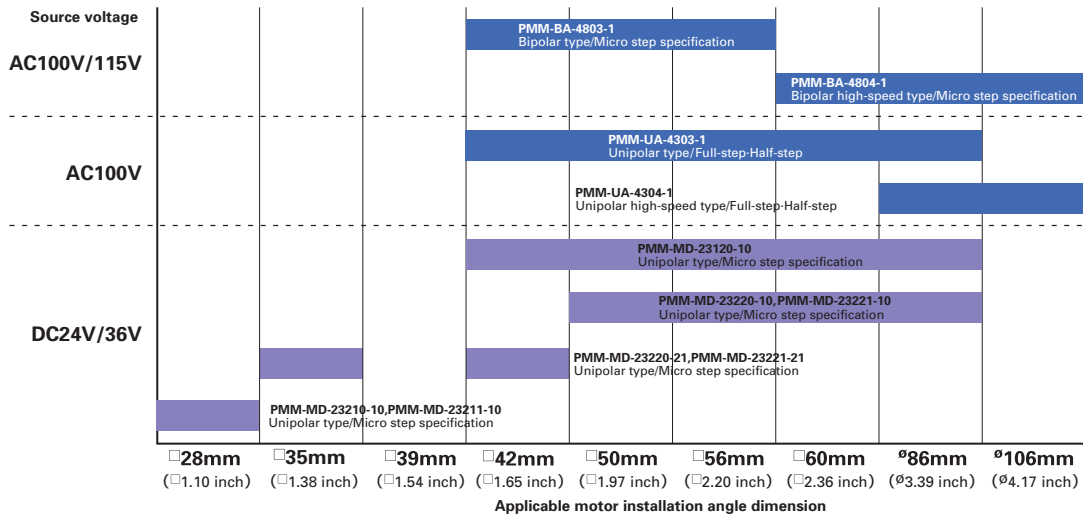 Source voltage
AC100V/115V
PMM-BA-4803-1
Bipolar type/Micro step specification
PMM-BA-4804-1
Bipolar high-speed type/Micro step specification
AC100V
PMM-UA-4303-1
Unipolar type/Full-step·Half-step
PMM-UA-4304-1
Unipolar high-speed type/Full-step·Half-step
DC24V/36V
PMM-MD-23120-10
Unipolar type/Micro step specification
PMM-MD-23220-10,PMM-MD-23221-10
Unipolar type/Micro step specification
PMM-MD-23220-21,PMM-MD-23221-21
Unipolar type/Micro step specification
PMM-MD-23210-10,PMM-MD-23211-10
Unipolar type/Micro step specification
□28mm □35mm □39mm □42mm □50mm □56mm □60mm ø86mm ø106mm
(□1.10 inch) (□1.38 inch) (□1.54 inch) (□1.65 inch) (□1.97 inch) (□2.20 inch) (□2.36 inch) (ø3.39 inch) (ø4.17 inch)
Applicable motor installation angle dimension